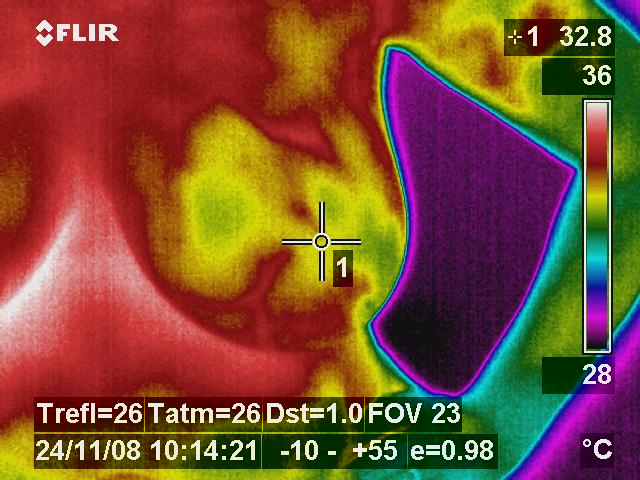 FLIR
1 32.8
36
1
28
Trefl=26 Tatm=26 Dst=1.0 FOV 23
24/11/08 10:14:21 -10 - +55 e=0.98 °C